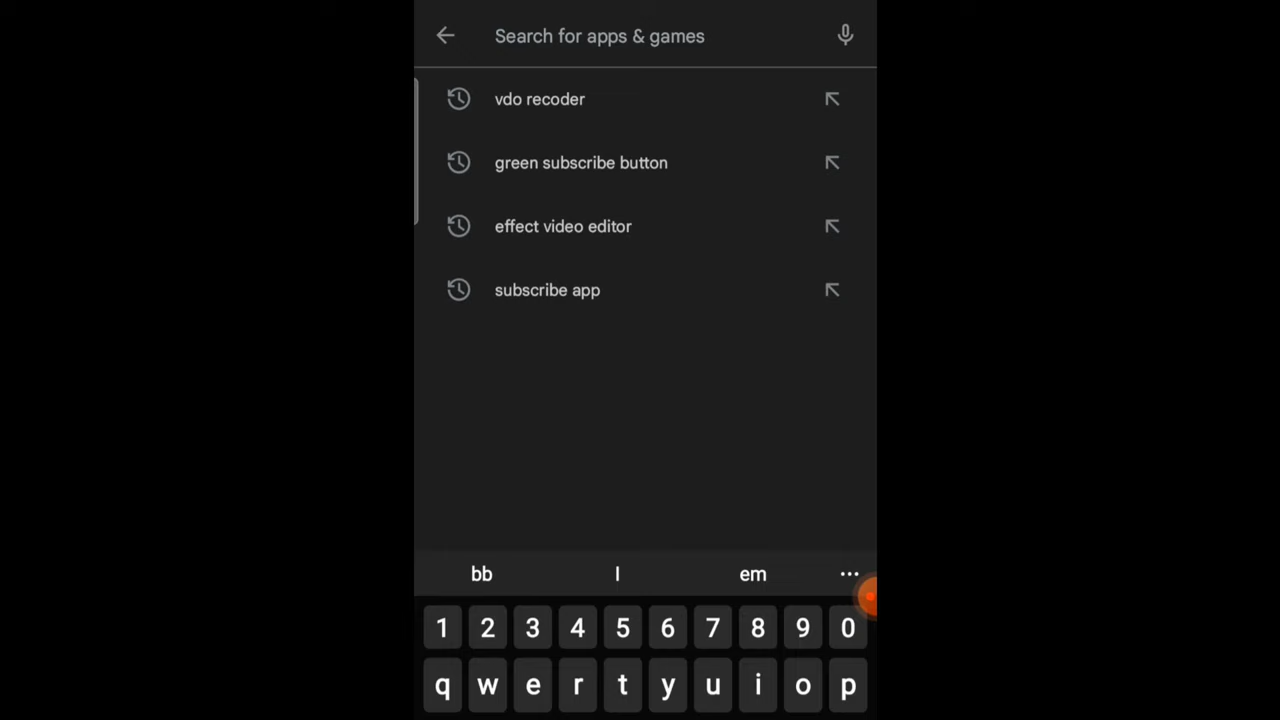 Search for apps & games
vdo recoder
green subscribe button
effect video editor
subscribe app
bb I em ...
1 2 3 4 5 6 7 8 9 0
q w e r t y u i o p